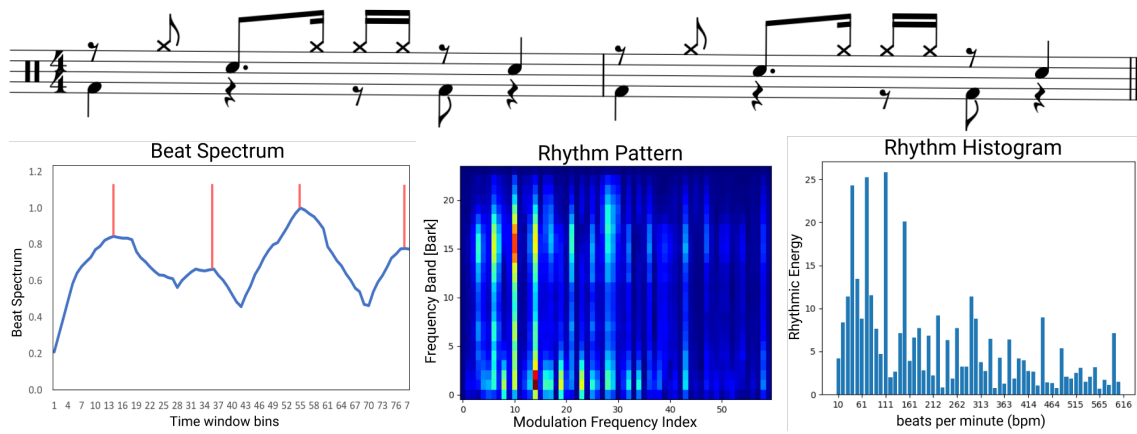 4
4
Beat Spectrum
1.2
1.0
0.8
0.6
0.4
0.2
0.0
Beat Spectrum
1 4 7 10 13 16 19 22 25 28 31 34 37 40 43 46 49 52 55 58 61 64 67 70 73 76 7
Time window bins
Rhythm Pattern
20
15
10
5
0
Frequency Band [Bark]
0 10 20 30 40 50
Modulation Frequency Index
Rhythm Histogram
25
20
15
10
5
0
Rhythmic Energy
10 61 111 161 212 262 313 363 414 464 515 565 616
beats per minute (bpm)